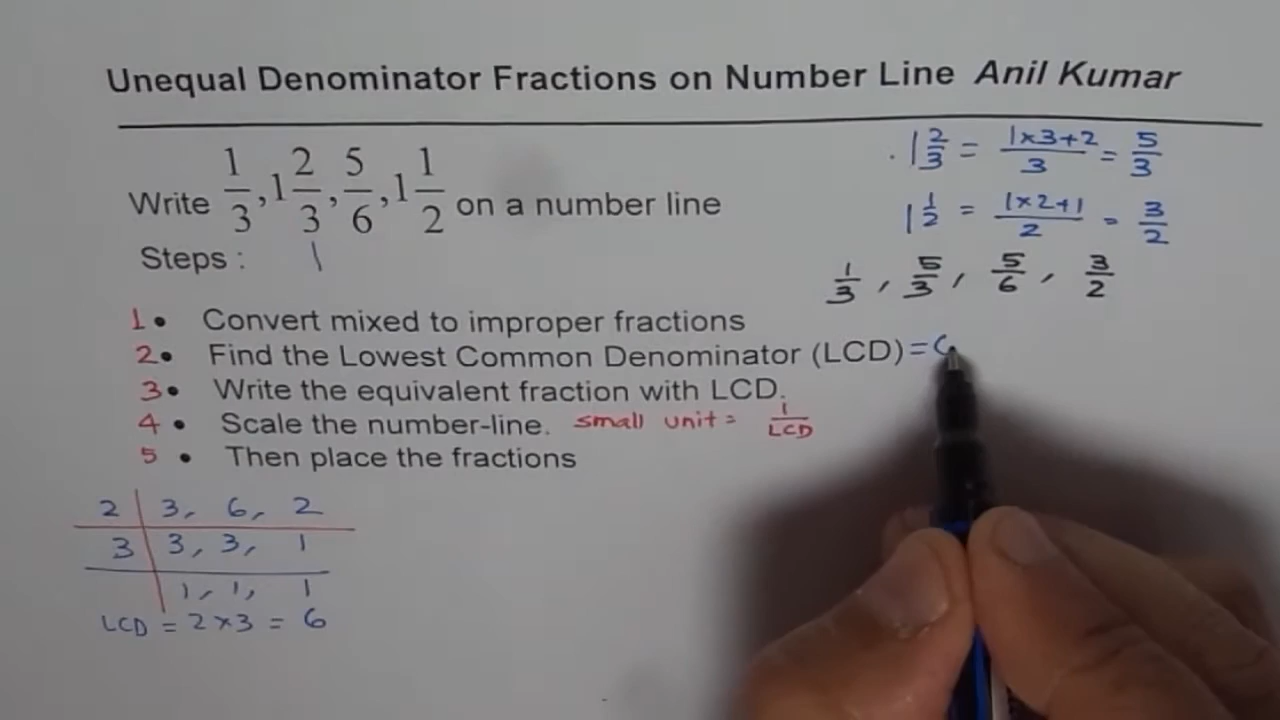 Unequal Denominator Fractions on Number Line Anil Kumar
Write 1/3, 1 2/3, 5/6, 1 1/2 on a number line
Steps :
1 • Convert mixed to improper fractions
2 • Find the Lowest Common Denominator (LCD) = 6
3 • Write the equivalent fraction with LCD.
4 • Scale the number-line. small unit = 1/LCD
5 • Then place the fractions
1 2/3 = (1×3+2)/3 = 5/3
1 1/2 = (1×2+1)/2 = 3/2
1/3, 5/3, 5/6, 3/2
2 | 3, 6, 2
3 | 3, 3, 1
1, 1, 1
LCD = 2×3 = 6